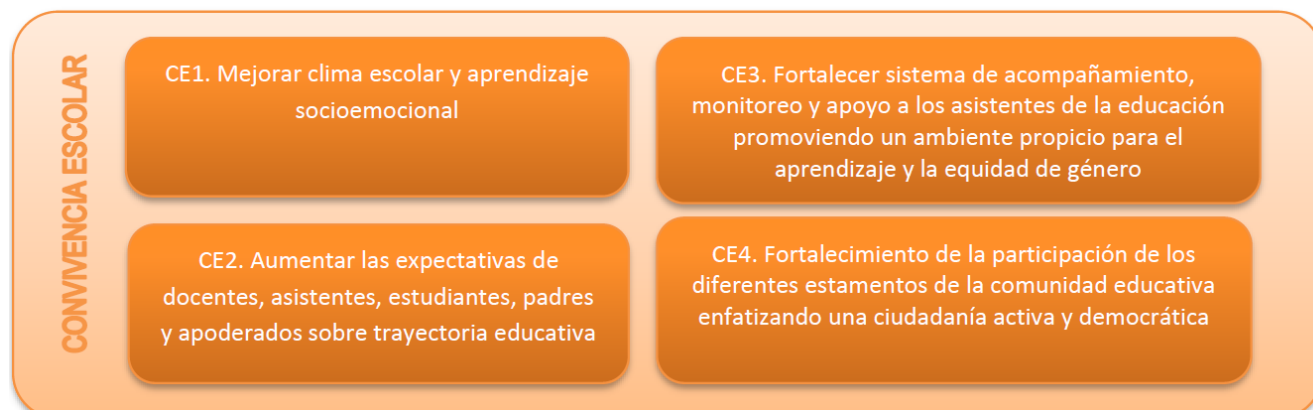 CONVIVENCIA ESCOLAR
CE1. Mejorar clima escolar y aprendizaje
socioemocional
CE2. Aumentar las expectativas de
docentes, asistentes, estudiantes, padres
y apoderados sobre trayectoria educativa
CE3. Fortalecer sistema de acompañamiento,
monitoreo y apoyo a los asistentes de la educación
promoviendo un ambiente propicio para el
aprendizaje y la equidad de género
CE4. Fortalecimiento de la participación de los
diferentes estamentos de la comunidad educativa
enfatizando una ciudadanía activa y democrática